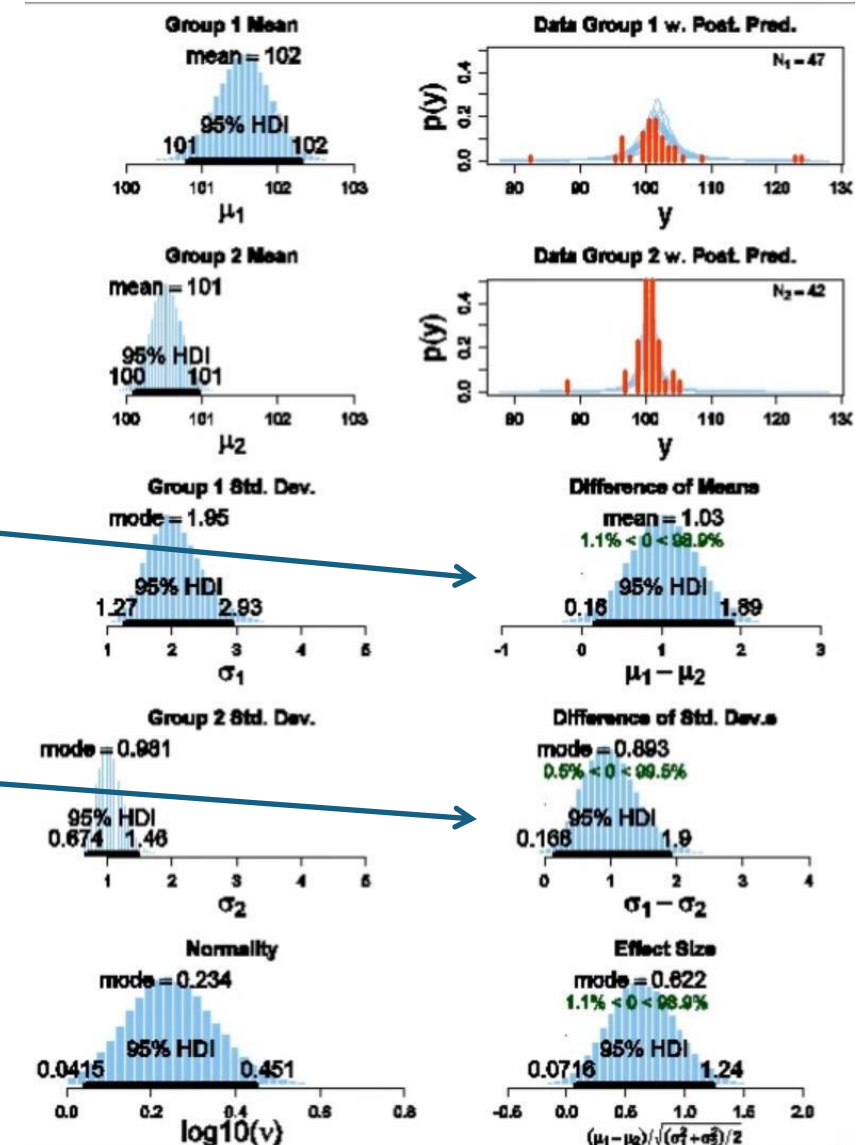 Group 1 Mean
mean = 102
95% HDI
101 102
100 101 102 103
μ1
Data Group 1 w. Post. Pred.
N1 = 47
p(y)
0.0 0.2 0.4
80 90 100 110 120 130
y
Group 2 Mean
mean = 101
95% HDI
100 101
100 101 102 103
μ2
Data Group 2 w. Post. Pred.
N2 = 42
p(y)
0.0 0.2 0.4
80 90 100 110 120 130
y
Group 1 Std. Dev.
mode = 1.95
95% HDI
1.27 2.93
1 2 3 4 5
σ1
Difference of Means
mean = 1.03
1.1% < 0 < 98.9%
95% HDI
0.16 1.89
-1 0 1 2 3
μ1 − μ2
Group 2 Std. Dev.
mode = 0.981
95% HDI
0.674 1.46
1 2 3 4 5
σ2
Difference of Std. Dev.s
mode = 0.893
0.5% < 0 < 99.5%
95% HDI
0.168 1.9
0 1 2 3 4
σ1 − σ2
Normality
mode = 0.234
95% HDI
0.0415 0.451
0.0 0.2 0.4 0.6 0.8
log10(ν)
Effect Size
mode = 0.622
1.1% < 0 < 98.9%
95% HDI
0.0716 1.24
-0.5 0.0 0.5 1.0 1.5 2.0
(μ1−μ2)/√(σ1²+σ2²)/2